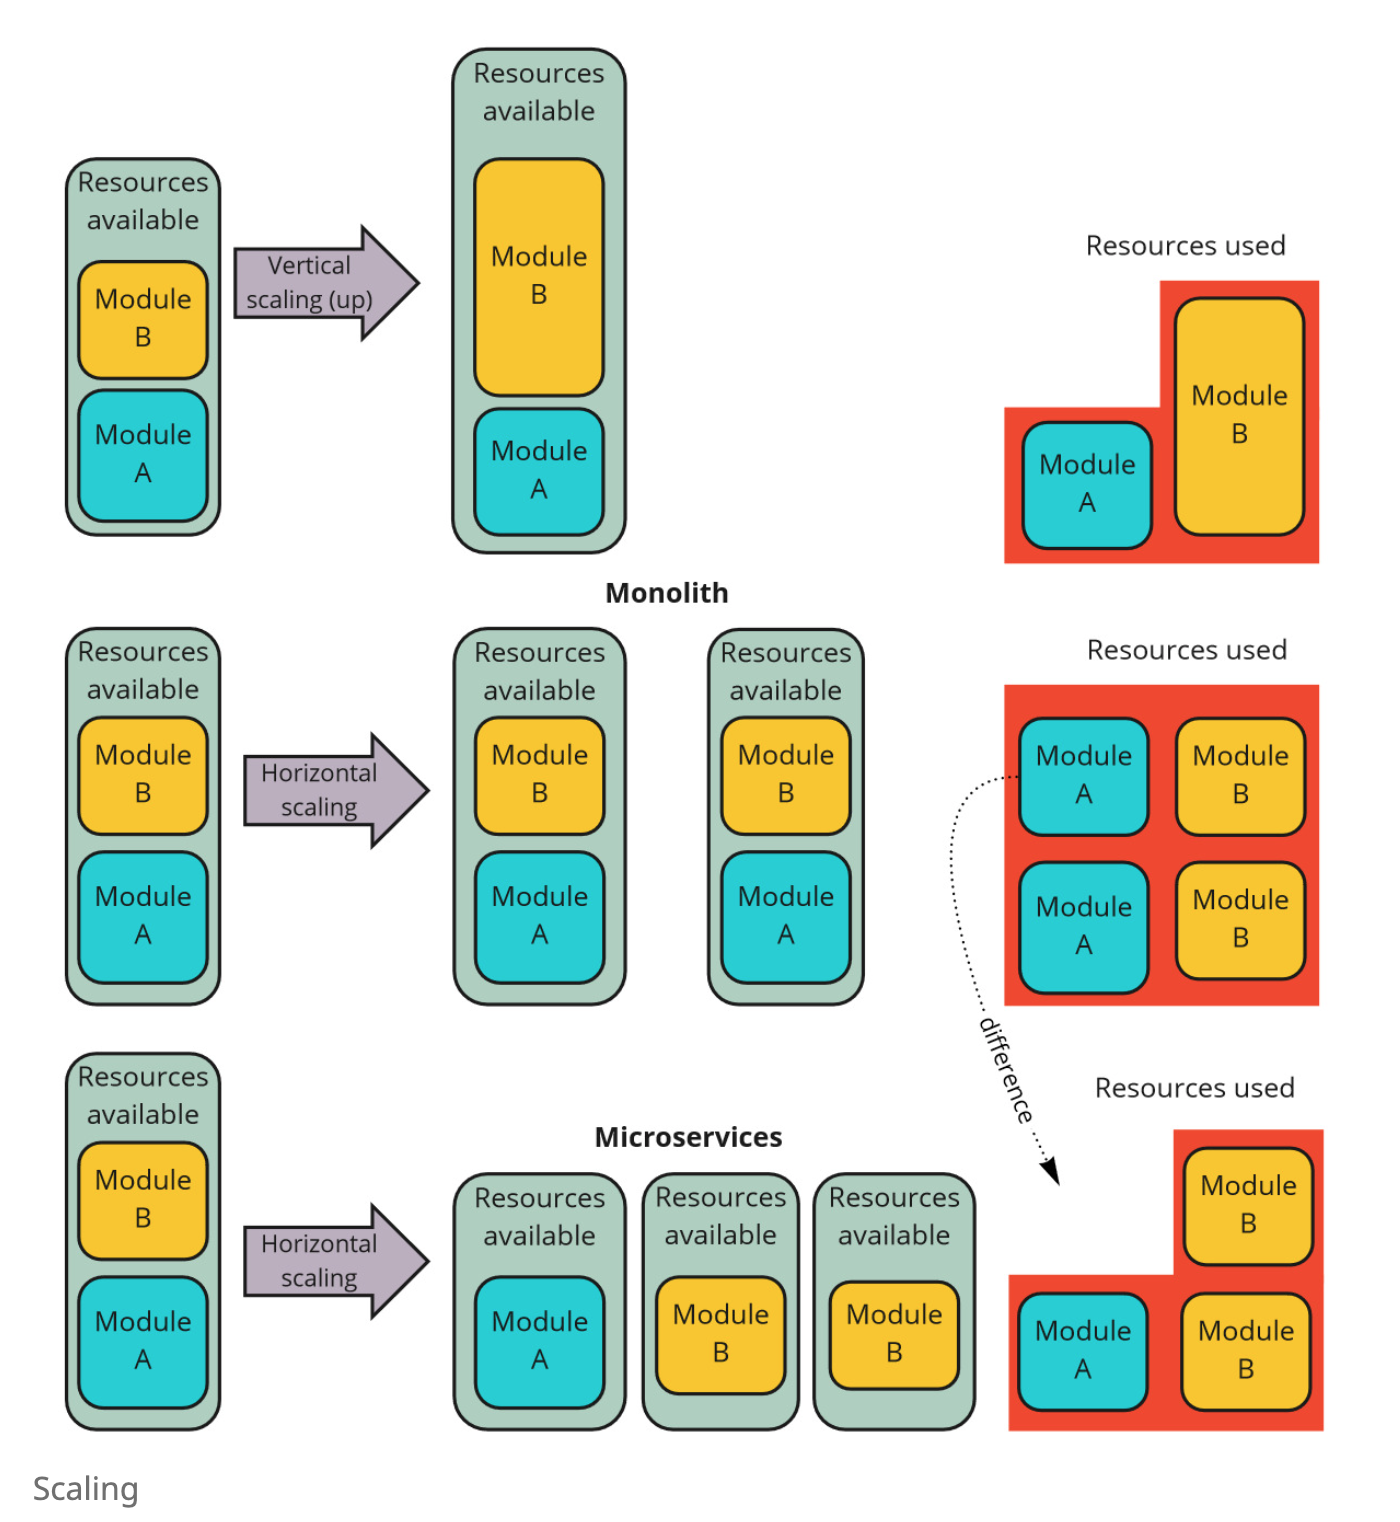 Resources
available
Module
B
Module
A
Vertical
scaling (up)
Resources
available
Module
B
Module
A
Resources used
Module
A
Module
B
Monolith
Resources
available
Module
B
Module
A
Horizontal
scaling
Resources
available
Module
B
Module
A
Resources
available
Module
B
Module
A
Resources used
Module
A
Module
B
Module
A
Module
B
difference
Resources
available
Module
B
Module
A
Horizontal
scaling
Microservices
Resources
available
Module
A
Resources
available
Module
B
Resources
available
Module
B
Resources used
Module
B
Module
A
Module
B
Scaling